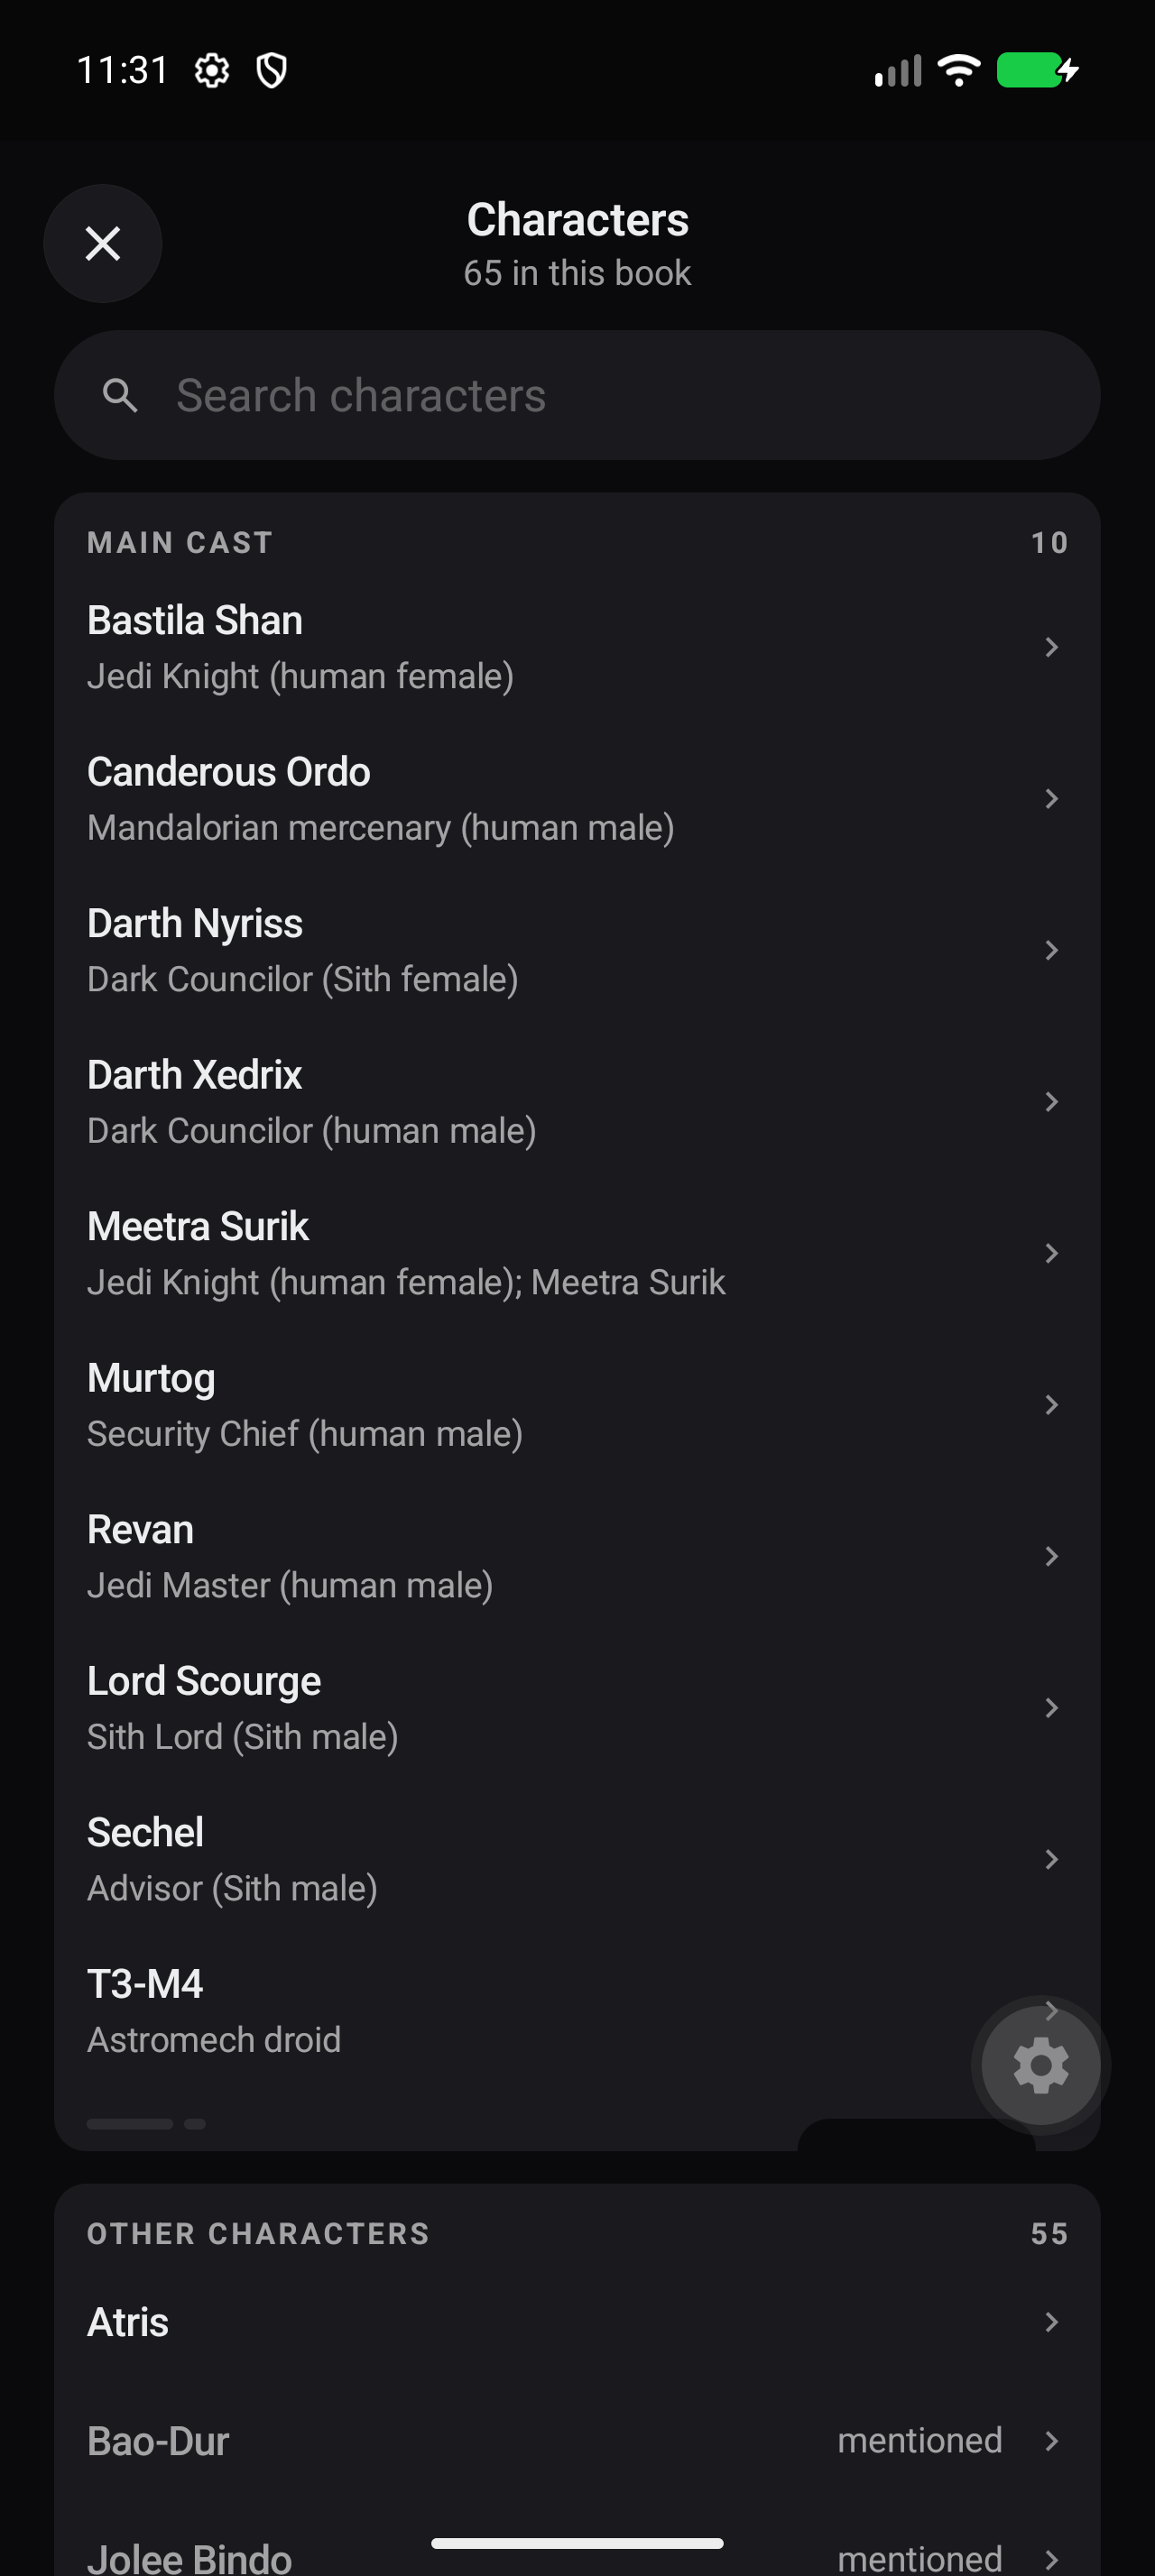 11:31
Characters
65 in this book
Search characters
MAIN CAST 10
Bastila Shan
Jedi Knight (human female)
Canderous Ordo
Mandalorian mercenary (human male)
Darth Nyriss
Dark Councilor (Sith female)
Darth Xedrix
Dark Councilor (human male)
Meetra Surik
Jedi Knight (human female); Meetra Surik
Murtog
Security Chief (human male)
Revan
Jedi Master (human male)
Lord Scourge
Sith Lord (Sith male)
Sechel
Advisor (Sith male)
T3-M4
Astromech droid
OTHER CHARACTERS 55
Atris
Bao-Dur mentioned
Jolee Bindo mentioned